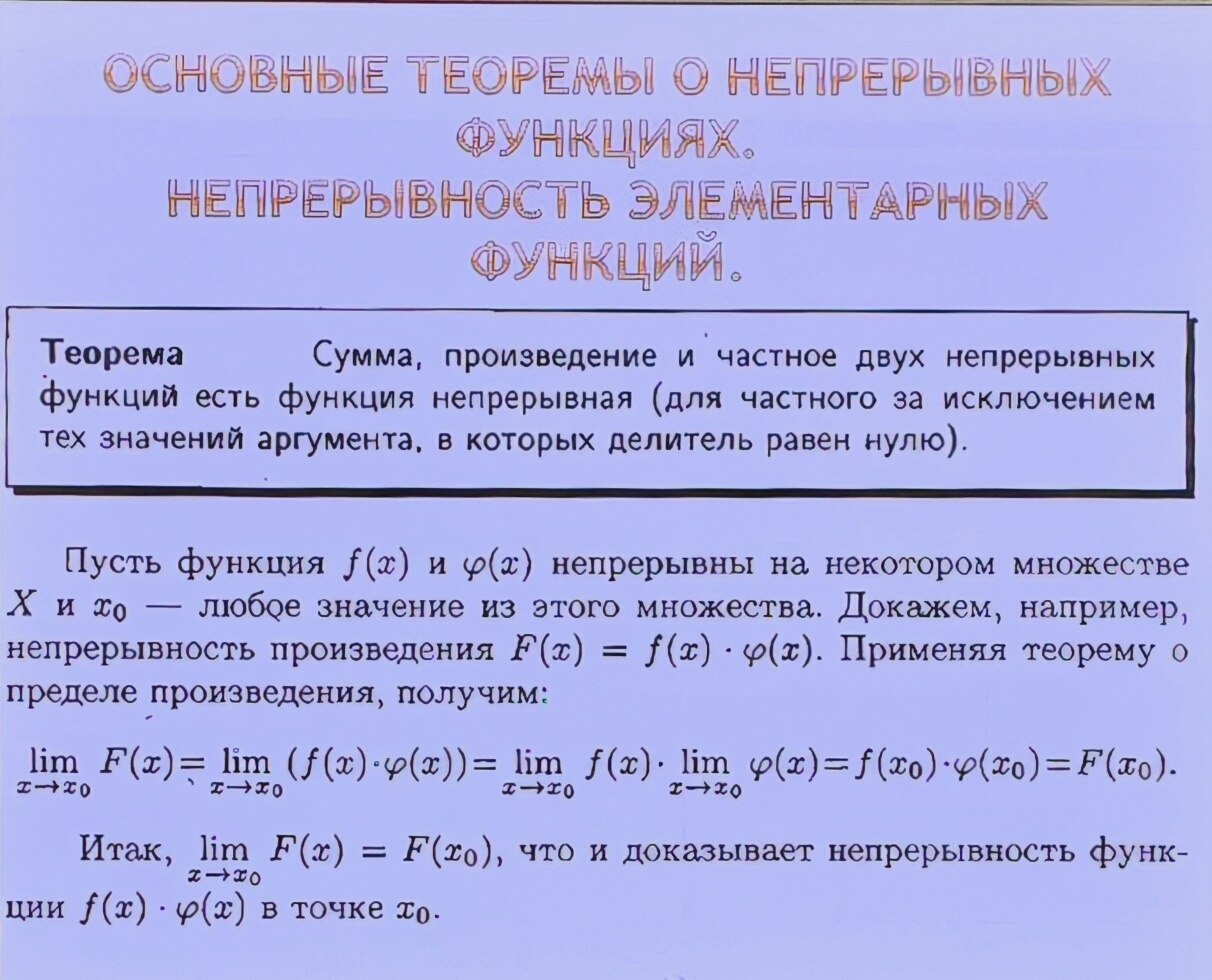 ОСНОВНЫЕ ТЕОРЕМЫ О НЕПРЕРЫВНЫХ
ФУНКЦИЯХ.
НЕПРЕРЫВНОСТЬ ЭЛЕМЕНТАРНЫХ
ФУНКЦИЙ.
Теорема Сумма, произведение и частное двух непрерывных
функций есть функция непрерывная (для частного за исключением
тех значений аргумента, в которых делитель равен нулю).
Пусть функция f(x) и φ(x) непрерывны на некотором множестве
X и x₀ — любое значение из этого множества. Докажем, например,
непрерывность произведения F(x) = f(x) · φ(x). Применяя теорему о
пределе произведения, получим:
lim F(x)= lim (f(x)·φ(x))= lim f(x)· lim φ(x)=f(x₀)·φ(x₀)=F(x₀).
x→x₀ x→x₀ x→x₀ x→x₀
Итак, lim F(x) = F(x₀), что и доказывает непрерывность функ-
x→x₀
ции f(x) · φ(x) в точке x₀.